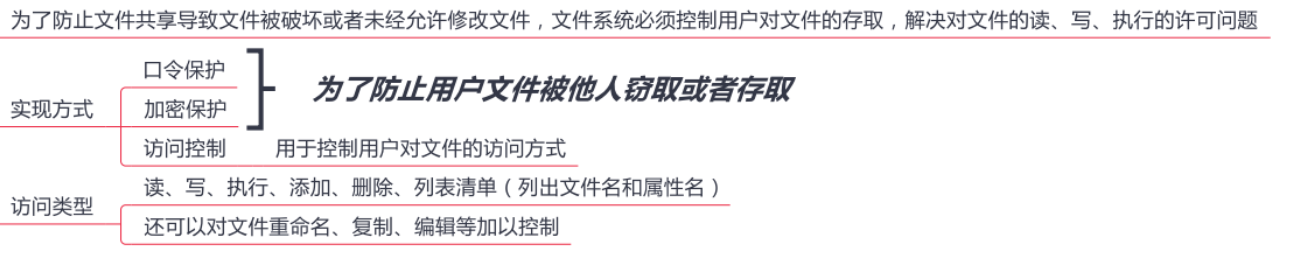 为了防止文件共享导致文件被破坏或者未经允许修改文件，文件系统必须控制用户对文件的存取，解决对文件的读、写、执行的许可问题
实现方式
口令保护
加密保护
为了防止用户文件被他人窃取或者存取
访问控制 用于控制用户对文件的访问方式
访问类型
读、写、执行、添加、删除、列表清单（列出文件名和属性名）
还可以对文件重命名、复制、编辑等加以控制